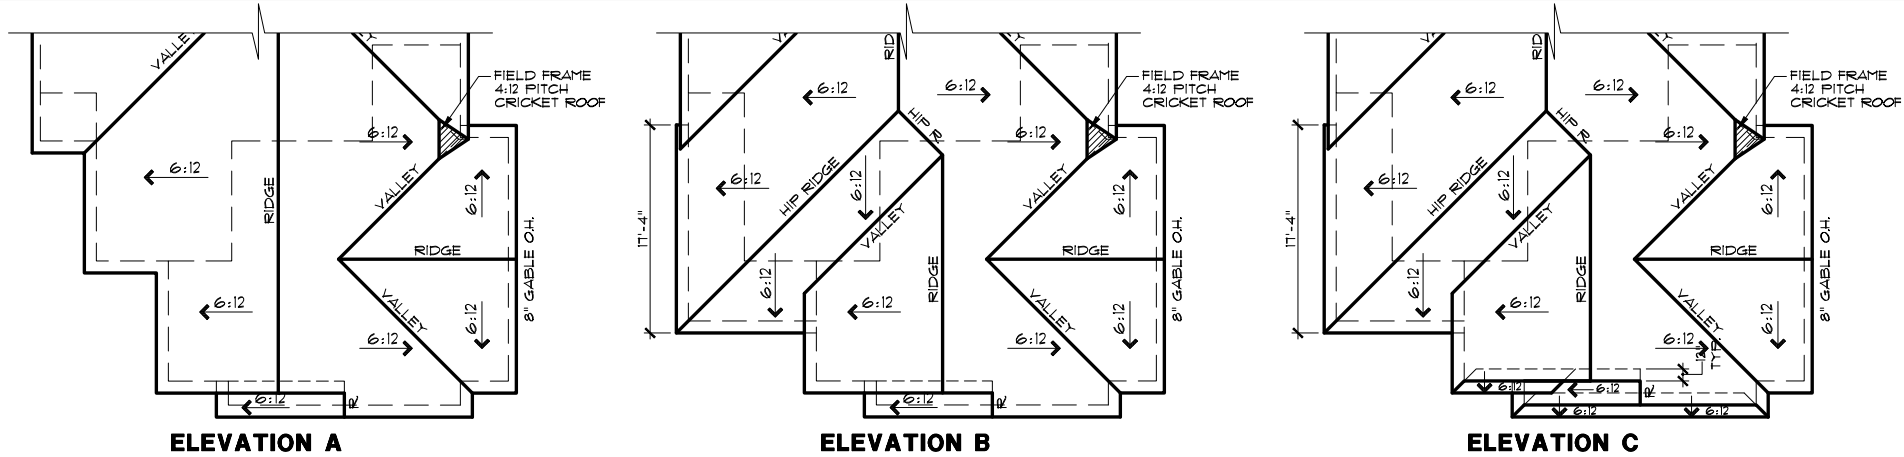 VALLE
FIELD FRAME
4:12 PITCH
CRICKET ROOF
6:12
6:12
6:12
VALLEY
RIDGE
RIDGE
8" GABLE O.H.
6:12
VALLEY
6:12
6:12
6:12
R
ELEVATION A
RID
6:12
6:12
FIELD FRAME
4:12 PITCH
CRICKET ROOF
HIP R
6:12
6:12
6:12
HIP RIDGE
VALLEY
6:12
17'-4"
VALLEY
RIDGE
8" GABLE O.H.
6:12
RIDGE
6:12
VALLEY
6:12
6:12
6:12
R
ELEVATION B
RID
6:12
6:12
FIELD FRAME
4:12 PITCH
CRICKET ROOF
HIP R
6:12
6:12
6:12
HIP RIDGE
VALLEY
6:12
17'-4"
VALLEY
RIDGE
8" GABLE O.H.
6:12
RIDGE
6:12
VALLEY
6:12
6:12
12"
TYP.
6:12
6:12
R
6:12
6:12
ELEVATION C